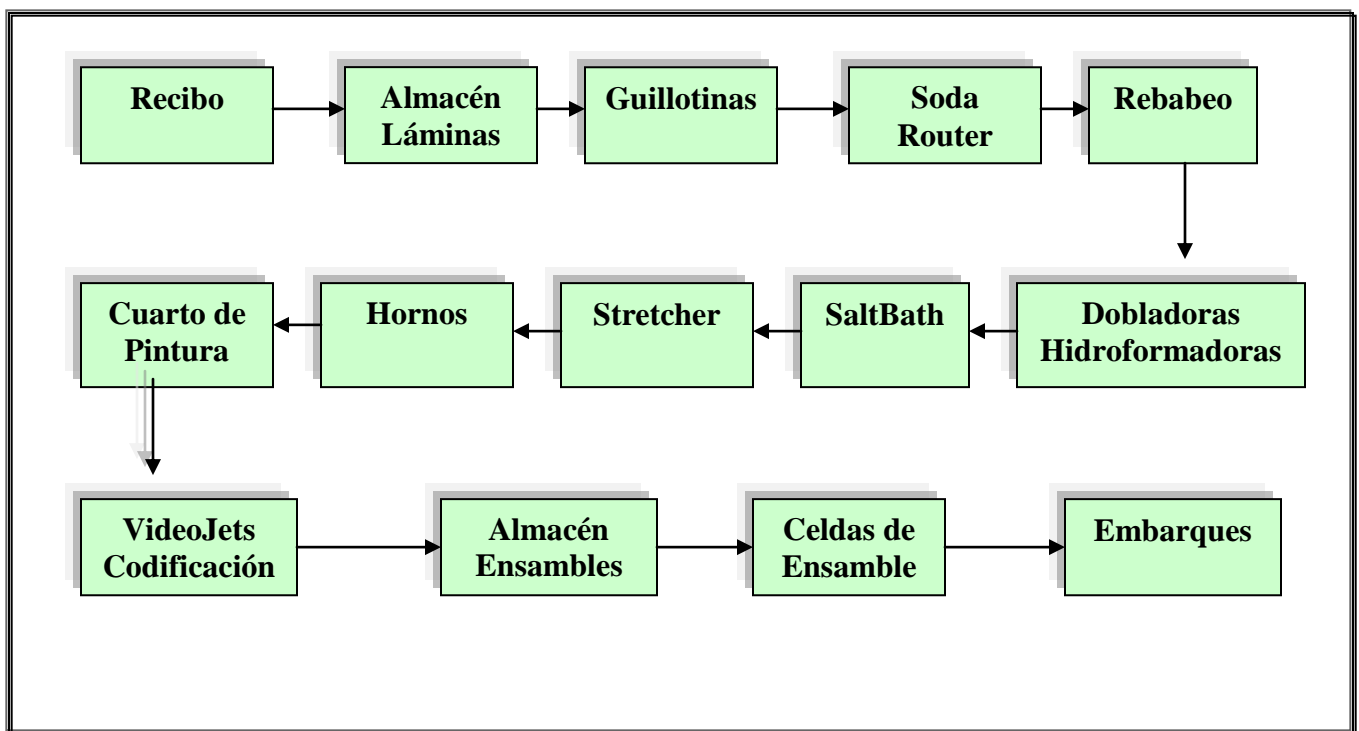 Recibo
Almacén
Láminas
Guillotinas
Soda
Router
Rebabeo
Cuarto de
Pintura
Hornos
Stretcher
SaltBath
Dobladoras
Hidroformadoras
VideoJets
Codificación
Almacén
Ensambles
Celdas de
Ensamble
Embarques